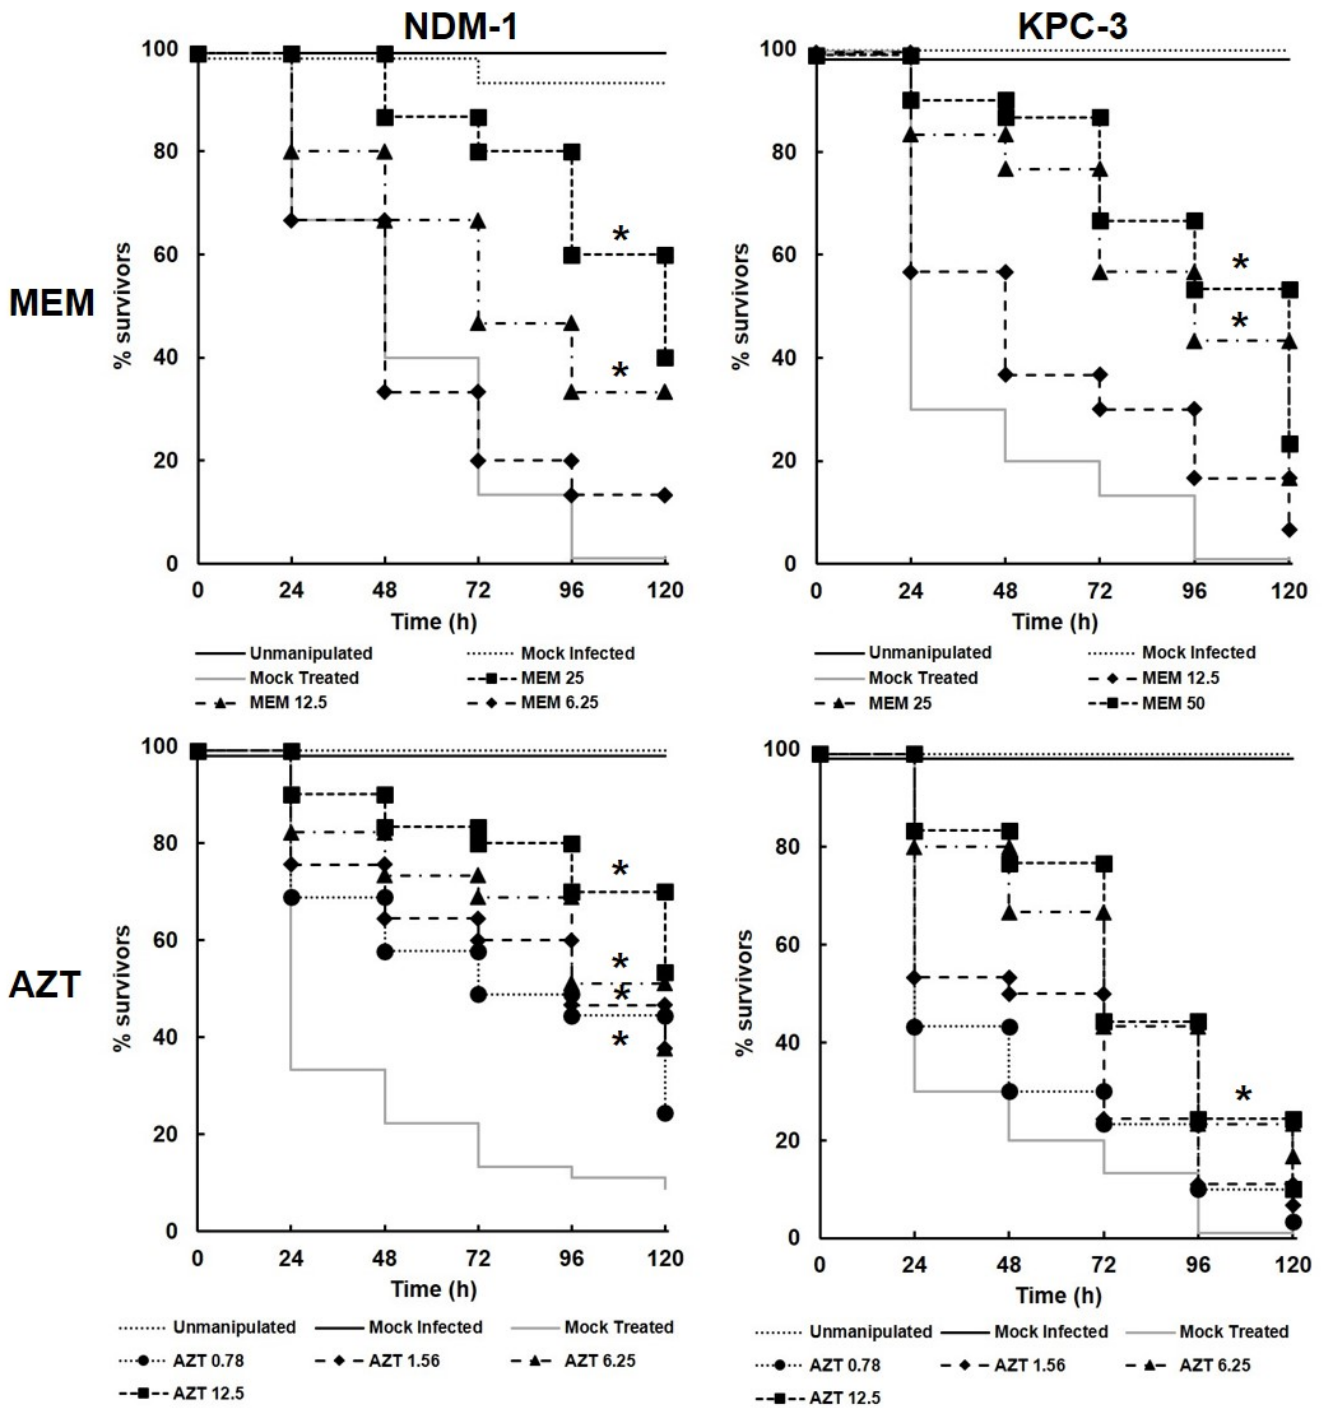 NDM-1 KPC-3
MEM
% survivors
100
80
60
40
20
0
0 24 48 72 96 120
Time (h)
*
*
Unmanipulated Mock Infected
Mock Treated MEM 25
MEM 12.5 MEM 6.25
% survivors
100
80
60
40
20
0
0 24 48 72 96 120
Time (h)
*
*
Unmanipulated Mock Infected
Mock Treated MEM 12.5
MEM 25 MEM 50
AZT
% survivors
100
80
60
40
20
0
0 24 48 72 96 120
Time (h)
*
*
*
*
Unmanipulated Mock Infected Mock Treated
AZT 0.78 AZT 1.56 AZT 6.25
AZT 12.5
% survivors
100
80
60
40
20
0
0 24 48 72 96 120
Time (h)
*
Unmanipulated Mock Infected Mock Treated
AZT 0.78 AZT 1.56 AZT 6.25
AZT 12.5